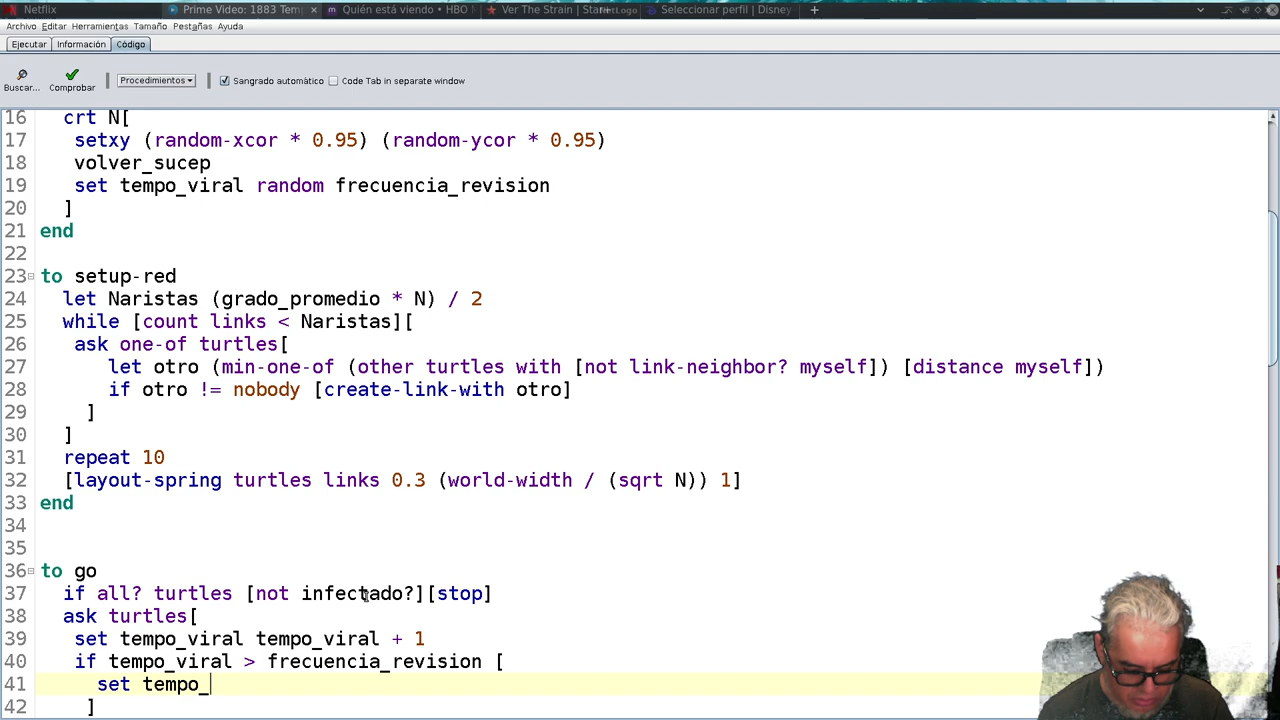 Netflix
Prime Video: 1883 Temp
Quién está viendo • HBO
Ver The Strain | Star+
Seleccionar perfil | Disney
Archivo Editar Herramientas Tamaño Pestañas Ayuda
Ejecutar Información Código
Buscar... Comprobar Procedimientos Sangrado automático Code Tab in separate window
16 crt N[
17 setxy (random-xcor * 0.95) (random-ycor * 0.95)
18 volver_sucep
19 set tempo_viral random frecuencia_revision
20 ]
21 end
22
23 to setup-red
24 let Naristas (grado_promedio * N) / 2
25 while [count links < Naristas][
26 ask one-of turtles[
27 let otro (min-one-of (other turtles with [not link-neighbor? myself]) [distance myself])
28 if otro != nobody [create-link-with otro]
29 ]
30 ]
31 repeat 10
32 [layout-spring turtles links 0.3 (world-width / (sqrt N)) 1]
33 end
34
35
36 to go
37 if all? turtles [not infectado?][stop]
38 ask turtles[
39 set tempo_viral tempo_viral + 1
40 if tempo_viral > frecuencia_revision [
41 set tempo_
42 ]